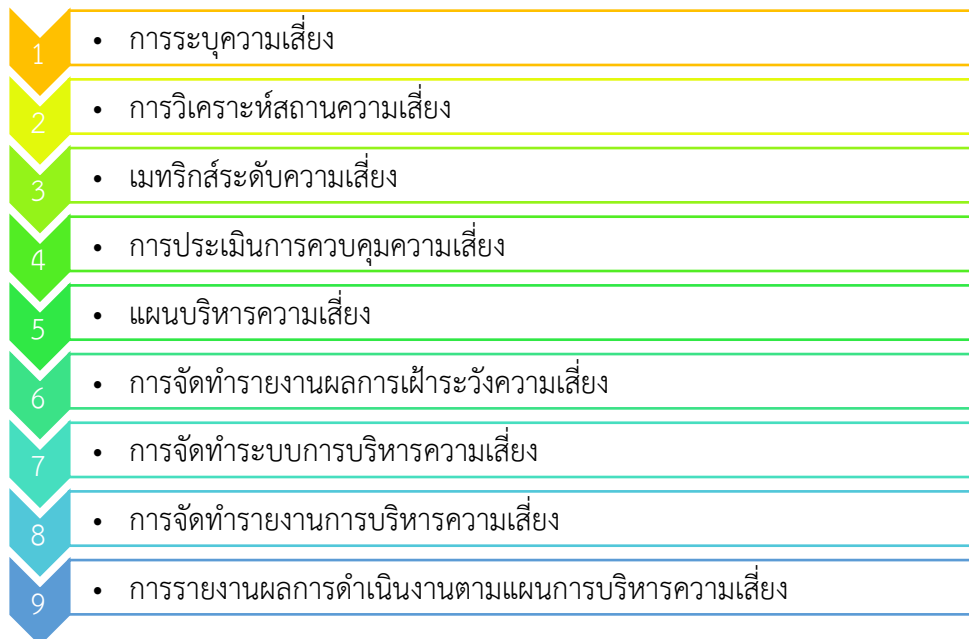 1 • การระบุความเสี่ยง
2 • การวิเคราะห์สถานความเสี่ยง
3 • เมทริกส์ระดับความเสี่ยง
4 • การประเมินการควบคุมความเสี่ยง
5 • แผนบริหารความเสี่ยง
6 • การจัดทำรายงานผลการเฝ้าระวังความเสี่ยง
7 • การจัดทำระบบการบริหารความเสี่ยง
8 • การจัดทำรายงานการบริหารความเสี่ยง
9 • การรายงานผลการดำเนินงานตามแผนการบริหารความเสี่ยง